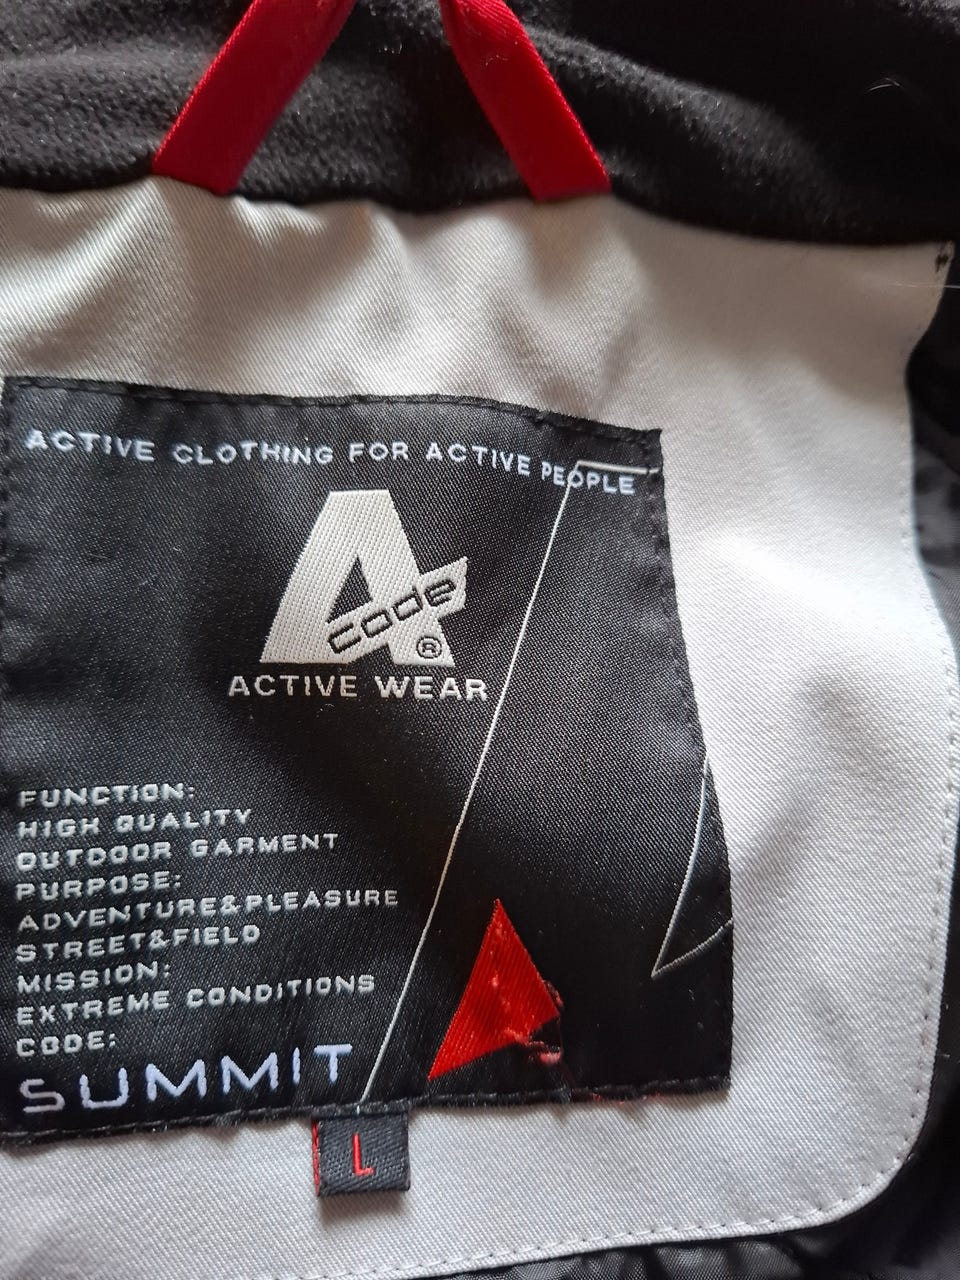 ACTIVE CLOTHING FOR ACTIVE PEOPLE
A
code
®
ACTIVE WEAR
FUNCTION:
HIGH QUALITY
OUTDOOR GARMENT
PURPOSE:
ADVENTURE&PLEASURE
STREET&FIELD
MISSION:
EXTREME CONDITIONS
CODE:
SUMMIT
L